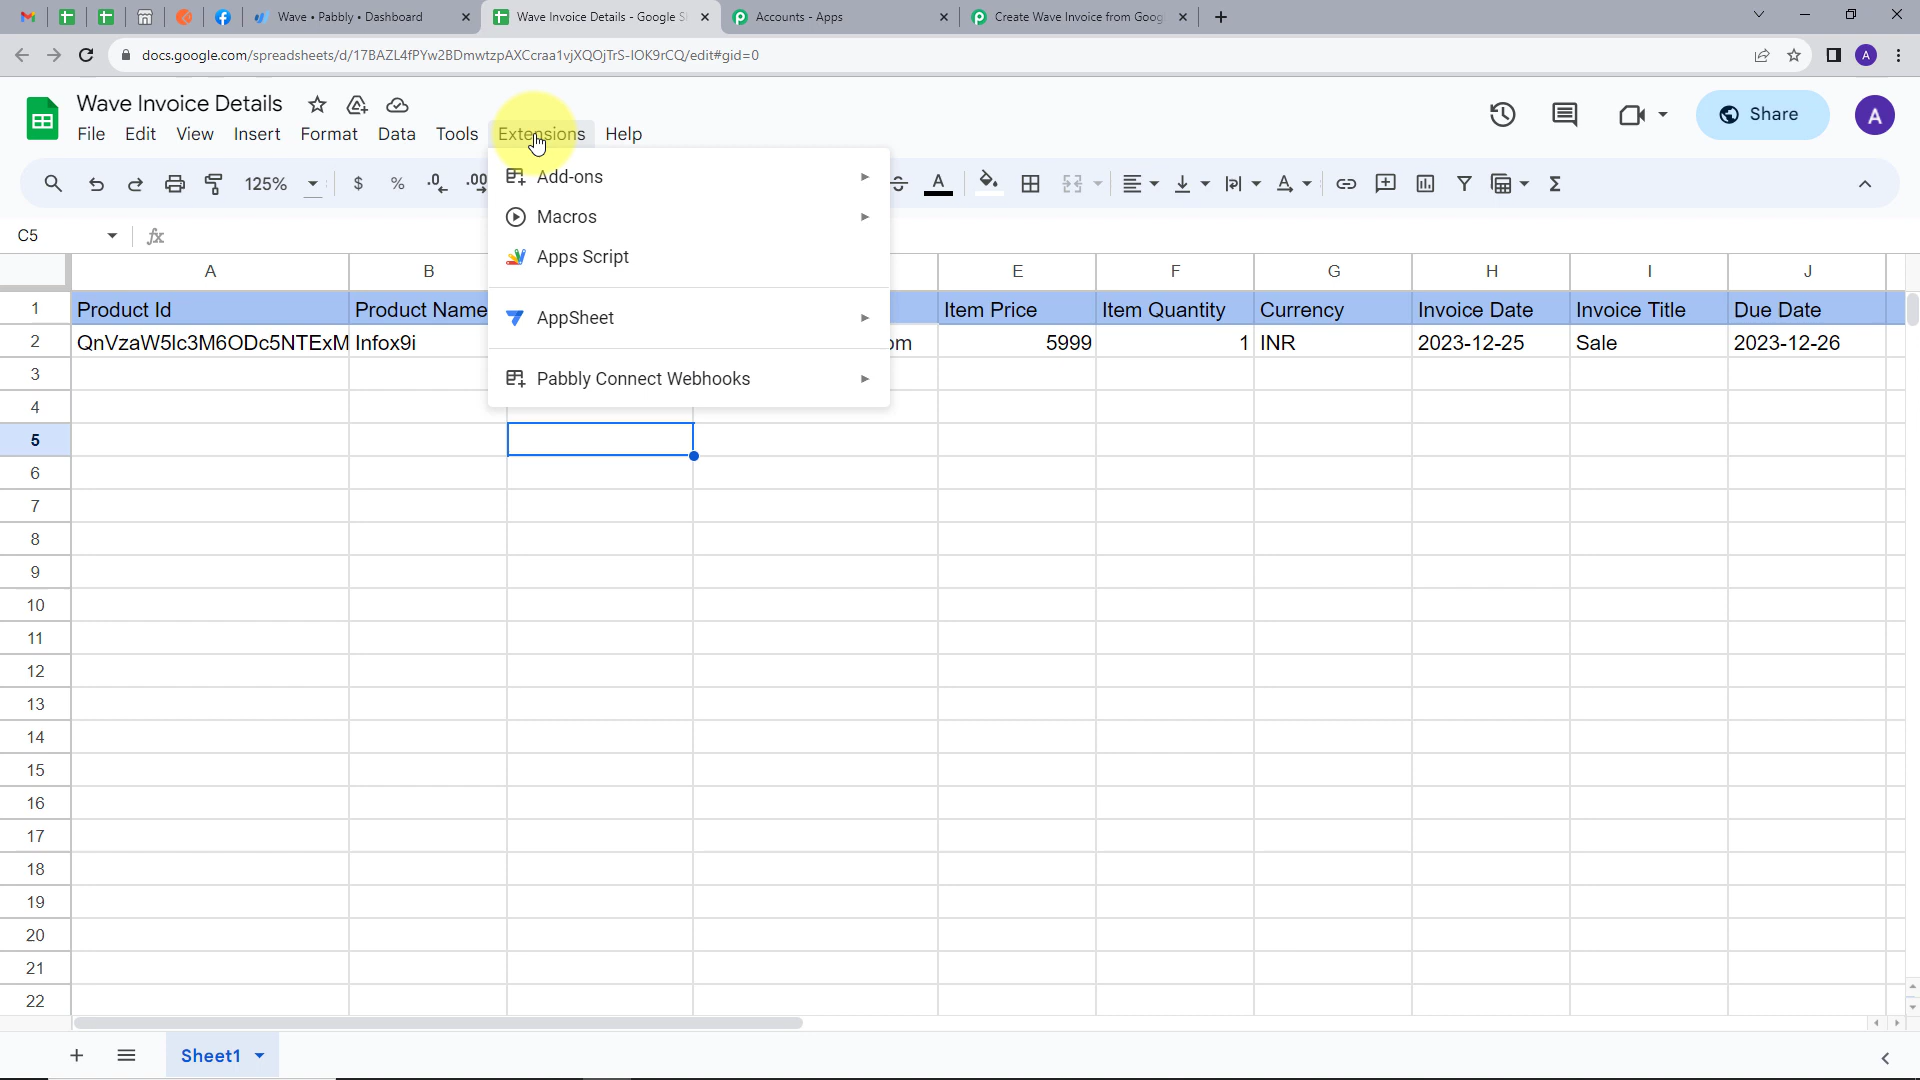 Wave • Pabbly • Dashboard
Wave Invoice Details - Google S
Accounts - Apps
Create Wave Invoice from Goog
docs.google.com/spreadsheets/d/17BAZL4fPYw2BDmwtzpAXCcraa1vjXQOjTrS-IOK9rCQ/edit#gid=0
A
Wave Invoice Details
File Edit View Insert Format Data Tools Extensions Help
Share
A
125% $ % .0 .00 A
Add-ons
Macros
Apps Script
AppSheet
Pabbly Connect Webhooks
C5 fx
A B E F G H I J
1 Product Id Product Name Item Price Item Quantity Currency Invoice Date Invoice Title Due Date
2 QnVzaW5lc3M6ODc5NTExM Infox9i om 5999 1 INR 2023-12-25 Sale 2023-12-26
3
4
5
6
7
8
9
10
11
12
13
14
15
16
17
18
19
20
21
22
Sheet1